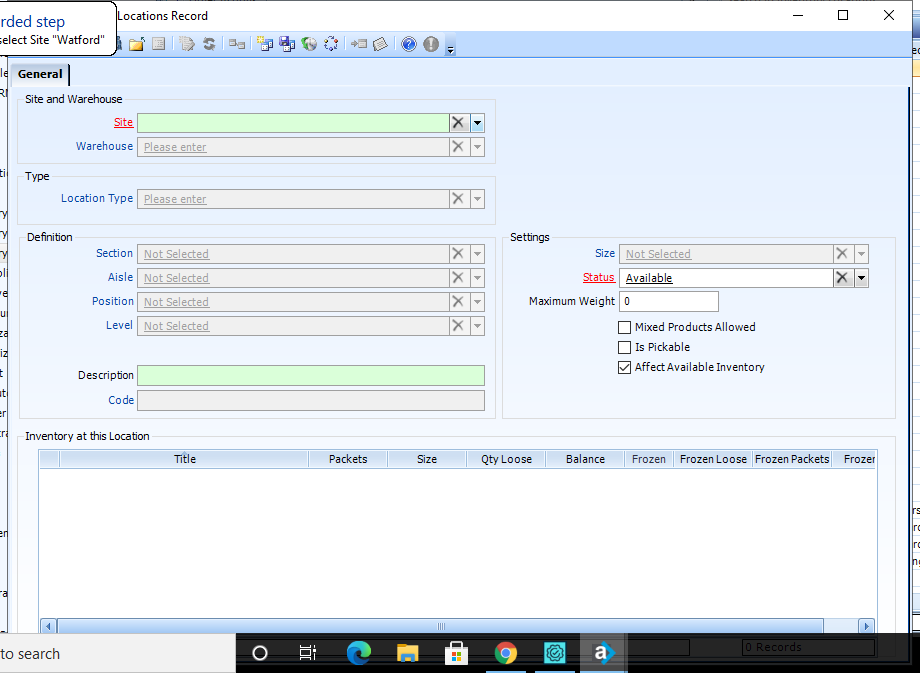 rded step
select Site "Watford"
Locations Record
General
Site and Warehouse
Site
Warehouse Please enter
Type
Location Type Please enter
Definition
Section Not Selected
Aisle Not Selected
Position Not Selected
Level Not Selected
Description
Code
Settings
Size Not Selected
Status Available
Maximum Weight 0
Mixed Products Allowed
Is Pickable
Affect Available Inventory
Inventory at this Location
Title Packets Size Qty Loose Balance Frozen Frozen Loose Frozen Packets Frozen
to search
0 Records